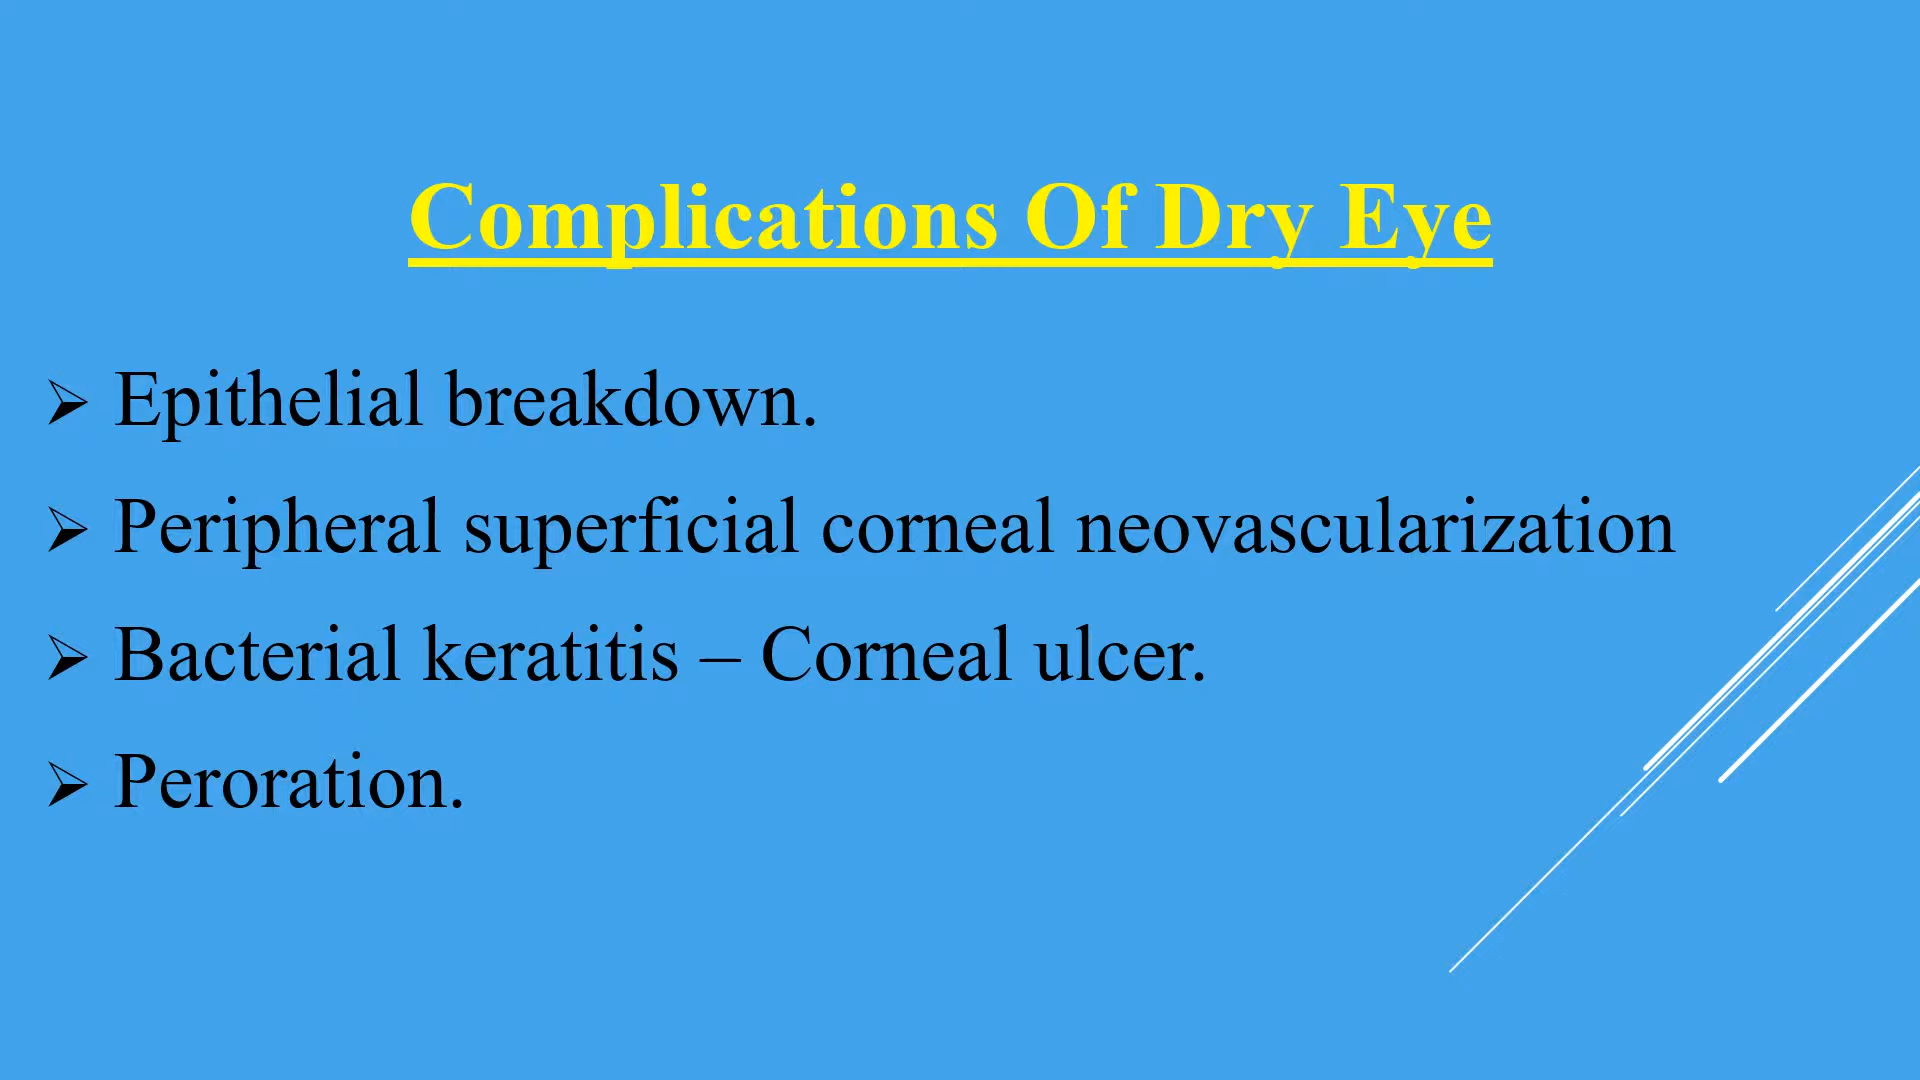 Complications Of Dry Eye
Epithelial breakdown.
Peripheral superficial corneal neovascularization
Bacterial keratitis – Corneal ulcer.
Peroration.